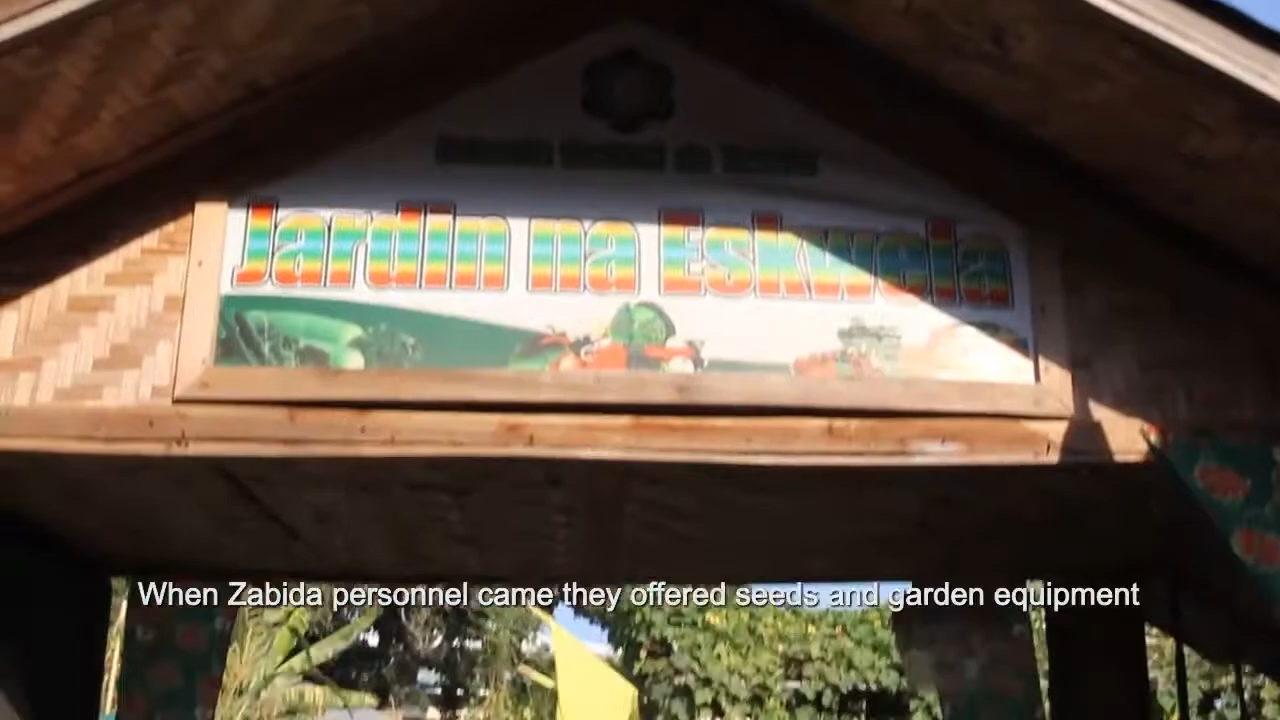 Jardin na Eskwela
When Zabida personnel came they offered seeds and garden equipment